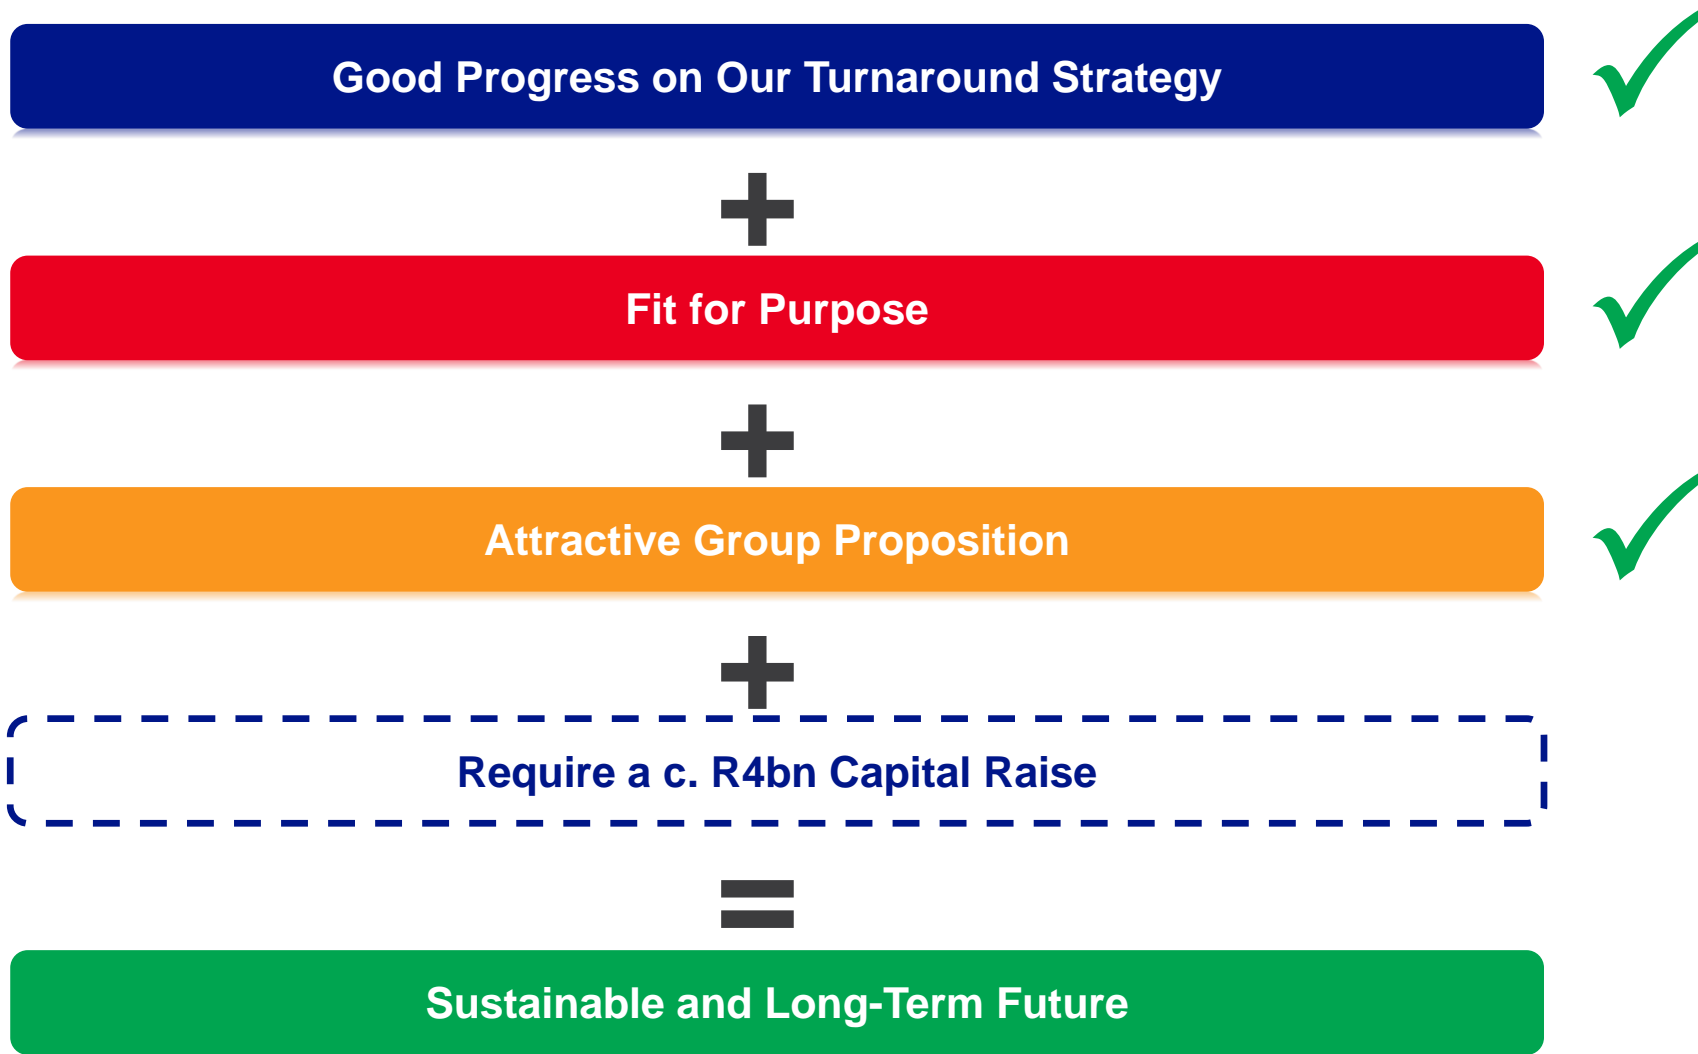 Good Progress on Our Turnaround Strategy
+
Fit for Purpose
+
Attractive Group Proposition
+
Require a c. R4bn Capital Raise
=
Sustainable and Long-Term Future